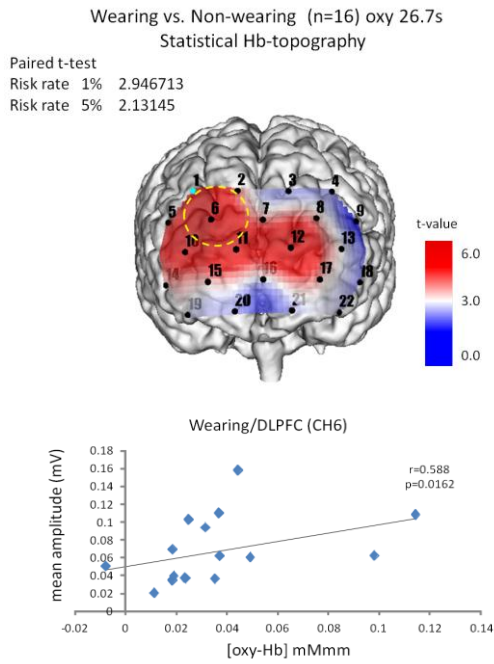 Wearing vs. Non-wearing (n=16) oxy 26.7s
Statistical Hb-topography
Paired t-test
Risk rate 1% 2.946713
Risk rate 5% 2.13145
1 2 3 4
5 6 7 8 9
10 11 12 13
14 15 16 17 18
19 20 21 22
t-value
6.0
3.0
0.0
Wearing/DLPFC (CH6)
r=0.588
p=0.0162
mean amplitude (mV)
0.18
0.16
0.14
0.12
0.1
0.08
0.06
0.04
0.02
0
-0.02 0 0.02 0.04 0.06 0.08 0.1 0.12 0.14
[oxy-Hb] mMmm